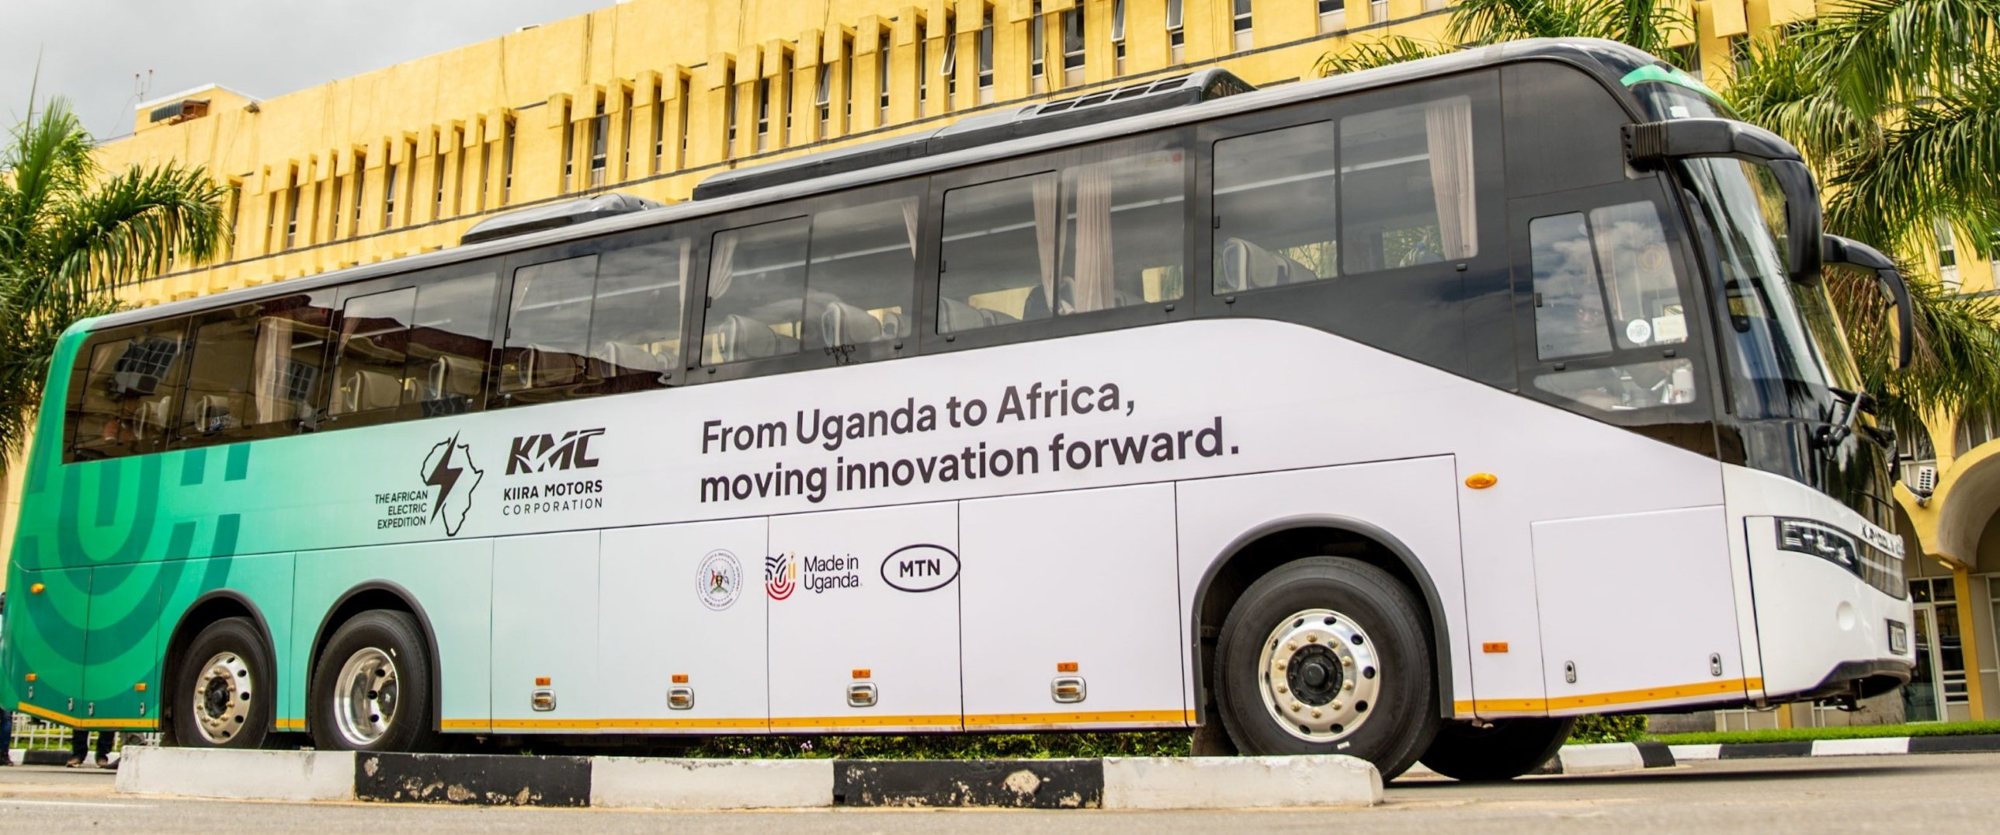 From Uganda to Africa,
moving innovation forward.
THE AFRICAN
ELECTRIC
EXPEDITION
KMC
KIIRA MOTORS
CORPORATION
Made in
Uganda
MTN